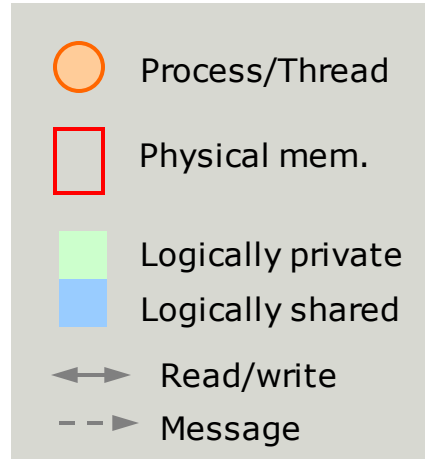 Process/Thread
Physical mem.
Logically private
Logically shared
Read/write
Message